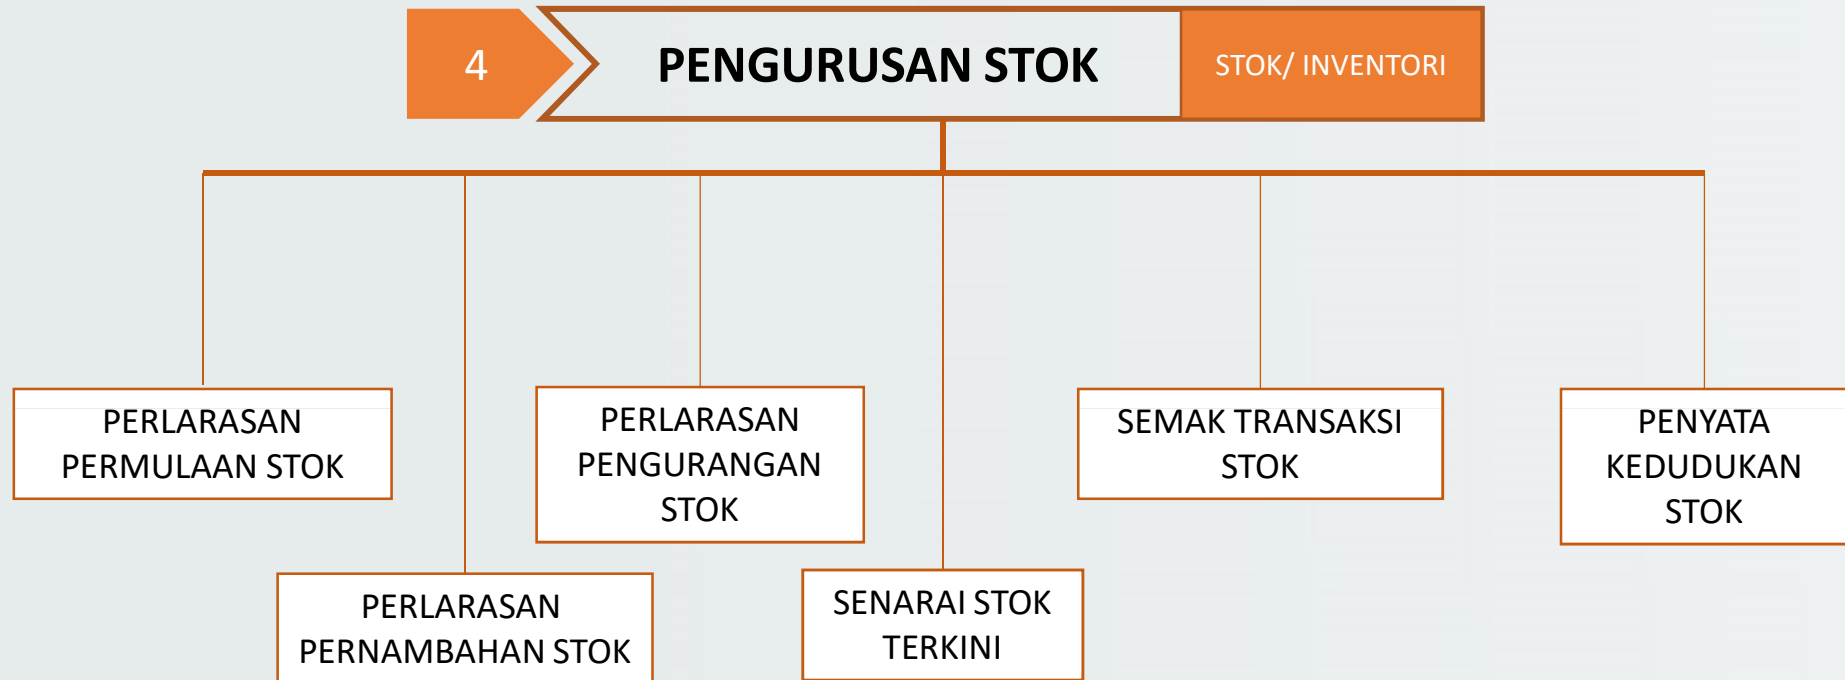 4
PENGURUSAN STOK
STOK/ INVENTORI
PERLARASAN
PERMULAAN STOK
PERLARASAN
PERNAMBAHAN STOK
PERLARASAN
PENGURANGAN
STOK
SENARAI STOK
TERKINI
SEMAK TRANSAKSI
STOK
PENYATA
KEDUDUKAN
STOK